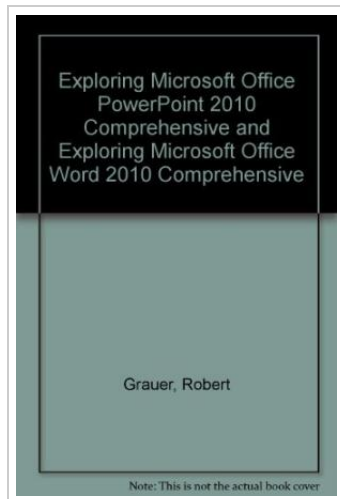 Exploring Microsoft Office
PowerPoint 2010
Comprehensive and
Exploring Microsoft Office
Word 2010 Comprehensive
Grauer, Robert
Note: This is not the actual book cover